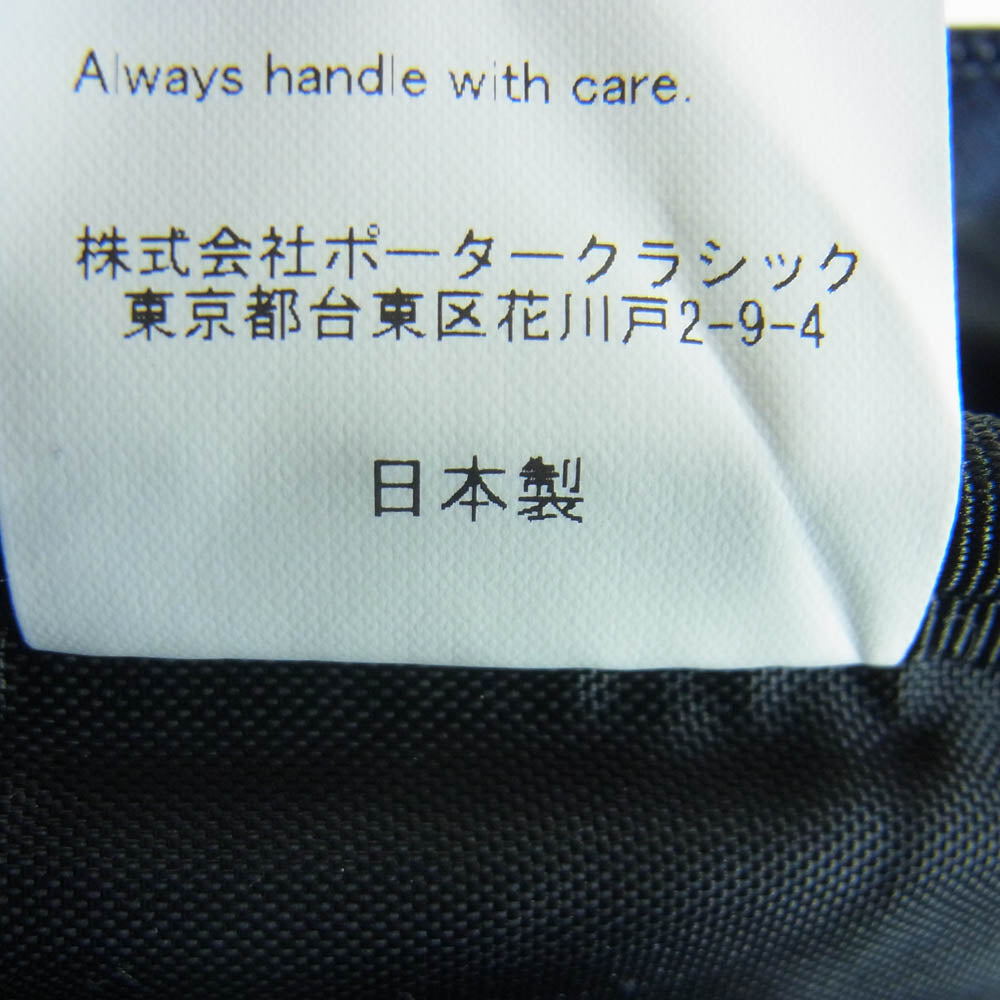 Always handle with care.
株式会社ポータークラシック
東京都台東区花川戸2-9-4
日本製